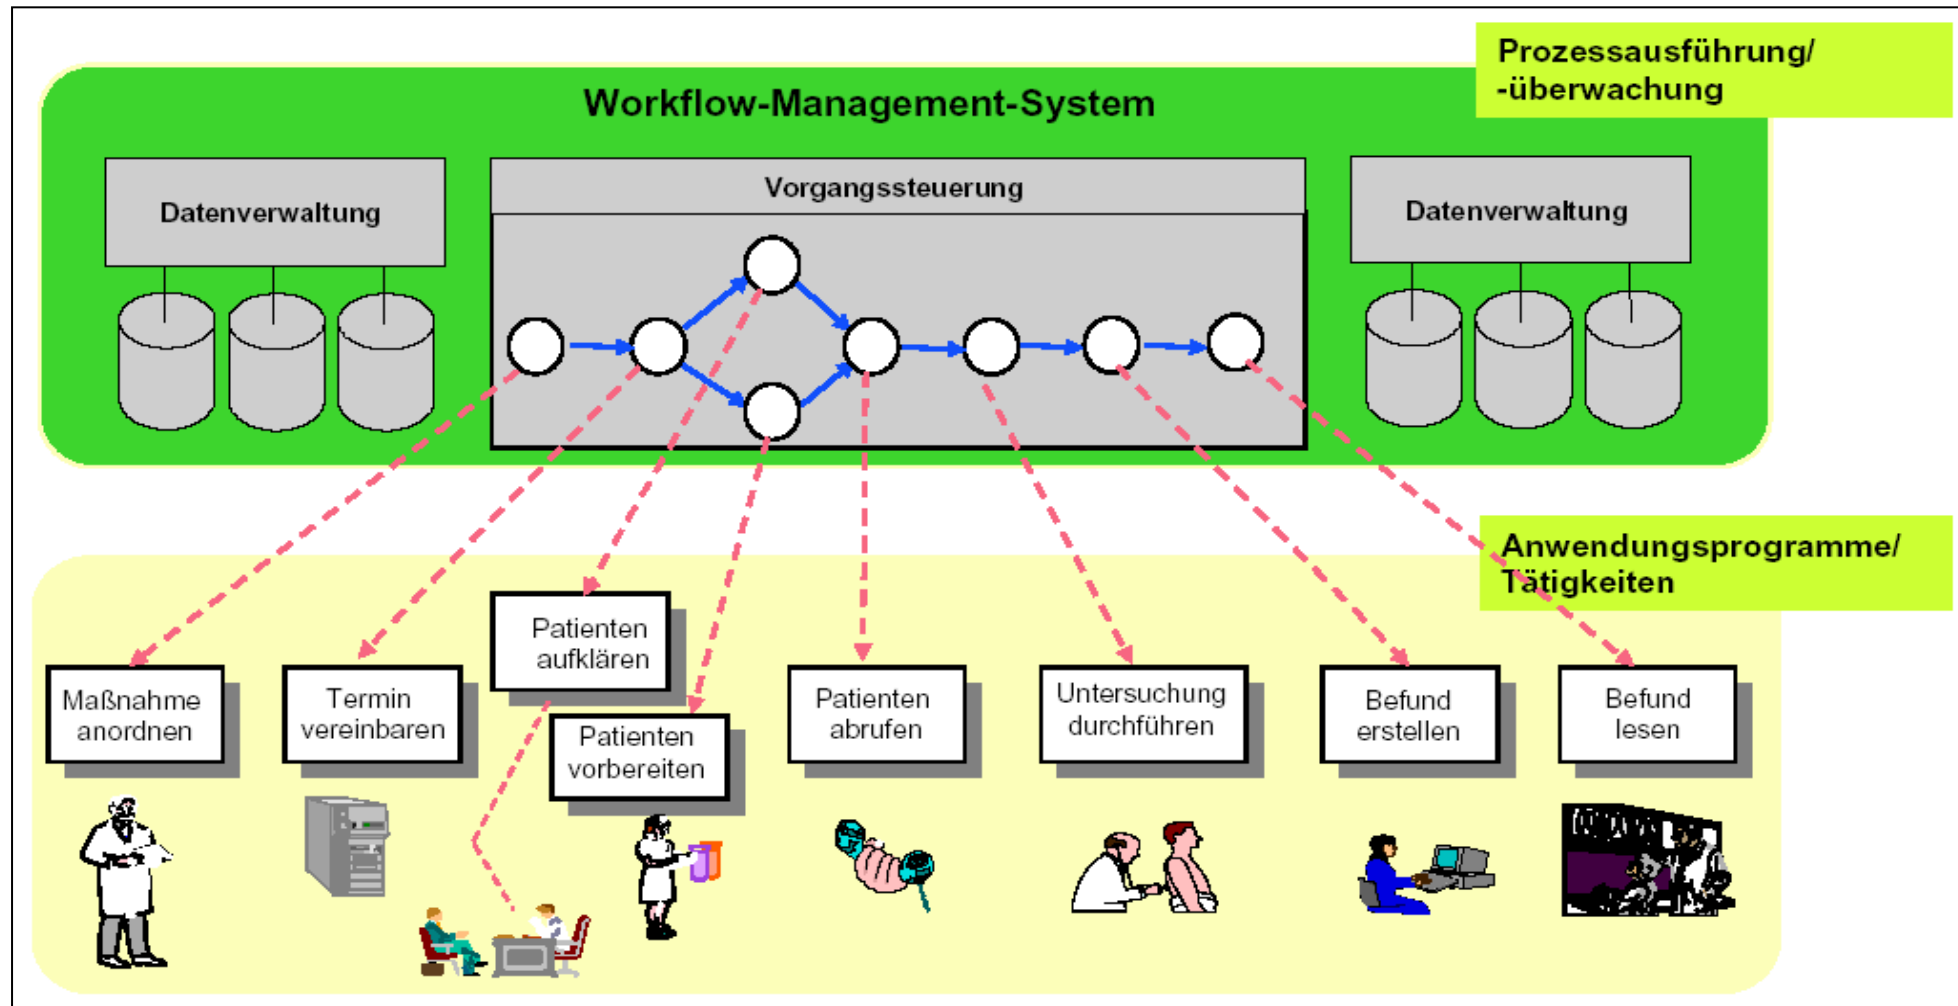 Prozessausführung/
-überwachung
Workflow-Management-System
Datenverwaltung
Vorgangssteuerung
Datenverwaltung
Anwendungsprogramme/
Tätigkeiten
Maßnahme
anordnen
Termin
vereinbaren
Patienten
aufklären
Patienten
vorbereiten
Patienten
abrufen
Untersuchung
durchführen
Befund
erstellen
Befund
lesen